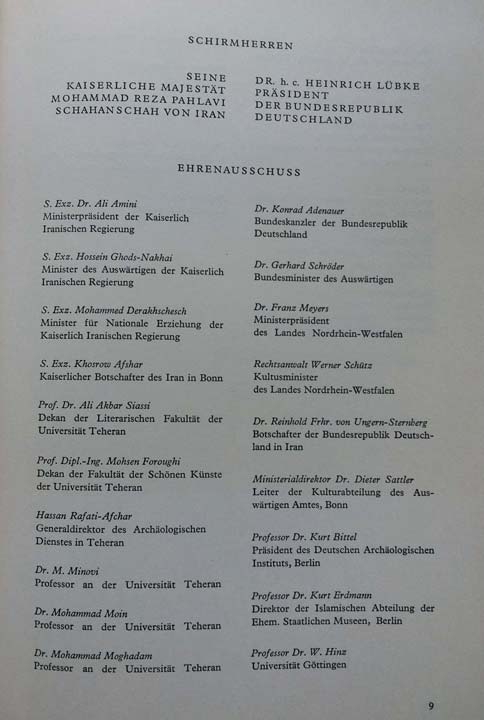 SCHIRMHERREN
SEINE
KAISERLICHE MAJESTÄT
MOHAMMAD REZA PAHLAVI
SCHAHANSCHAH VON IRAN
DR. h. c. HEINRICH LÜBKE
PRÄSIDENT
DER BUNDESREPUBLIK
DEUTSCHLAND
EHRENAUSSCHUSS
S. Exz. Dr. Ali Amini
Ministerpräsident der Kaiserlich
Iranischen Regierung
S. Exz. Hossein Ghods-Nakhai
Minister des Auswärtigen der Kaiserlich
Iranischen Regierung
S. Exz. Mohammed Derakhschesch
Minister für Nationale Erziehung der
Kaiserlich Iranischen Regierung
S. Exz. Khosrow Afshar
Kaiserlicher Botschafter des Iran in Bonn
Prof. Dr. Ali Akbar Siassi
Dekan der Literarischen Fakultät der
Universität Teheran
Prof. Dipl.-Ing. Mohsen Foroughi
Dekan der Fakultät der Schönen Künste
der Universität Teheran
Hassan Rafati-Afchar
Generaldirektor des Archäologischen
Dienstes in Teheran
Dr. M. Minovi
Professor an der Universität Teheran
Dr. Mohammad Moin
Professor an der Universität Teheran
Dr. Mohammad Moghadam
Professor an der Universität Teheran
Dr. Konrad Adenauer
Bundeskanzler der Bundesrepublik
Deutschland
Dr. Gerhard Schröder
Bundesminister des Auswärtigen
Dr. Franz Meyers
Ministerpräsident
des Landes Nordrhein-Westfalen
Rechtsanwalt Werner Schütz
Kultusminister
des Landes Nordrhein-Westfalen
Dr. Reinhold Frhr. von Ungern-Sternberg
Botschafter der Bundesrepublik Deutsch-
land in Iran
Ministerialdirektor Dr. Dieter Sattler
Leiter der Kulturabteilung des Aus-
wärtigen Amtes, Bonn
Professor Dr. Kurt Bittel
Präsident des Deutschen Archäologischen
Instituts, Berlin
Professor Dr. Kurt Erdmann
Direktor der Islamischen Abteilung der
Ehem. Staatlichen Museen, Berlin
Professor Dr. W. Hinz
Universität Göttingen
9